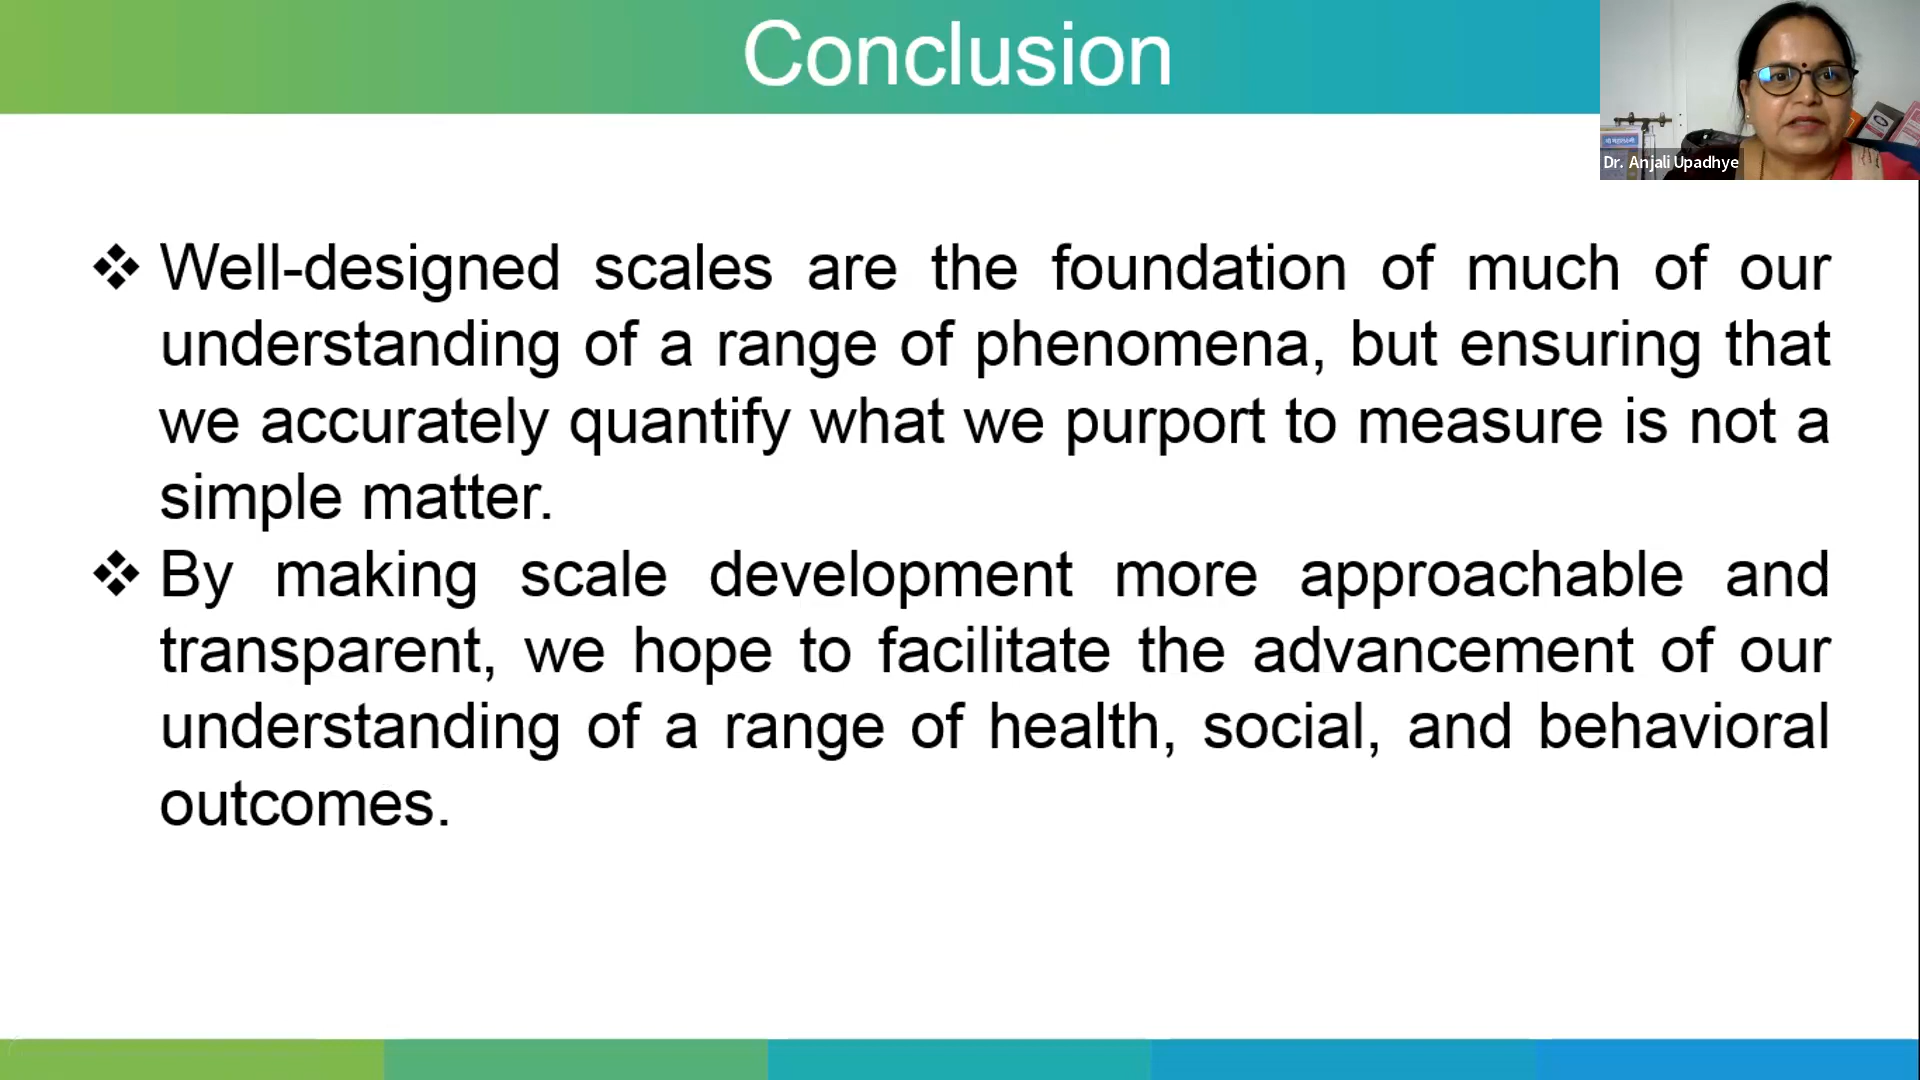 Conclusion
Dr. Anjali Upadhye
❖ Well-designed scales are the foundation of much of our
understanding of a range of phenomena, but ensuring that
we accurately quantify what we purport to measure is not a
simple matter.
❖ By making scale development more approachable and
transparent, we hope to facilitate the advancement of our
understanding of a range of health, social, and behavioral
outcomes.